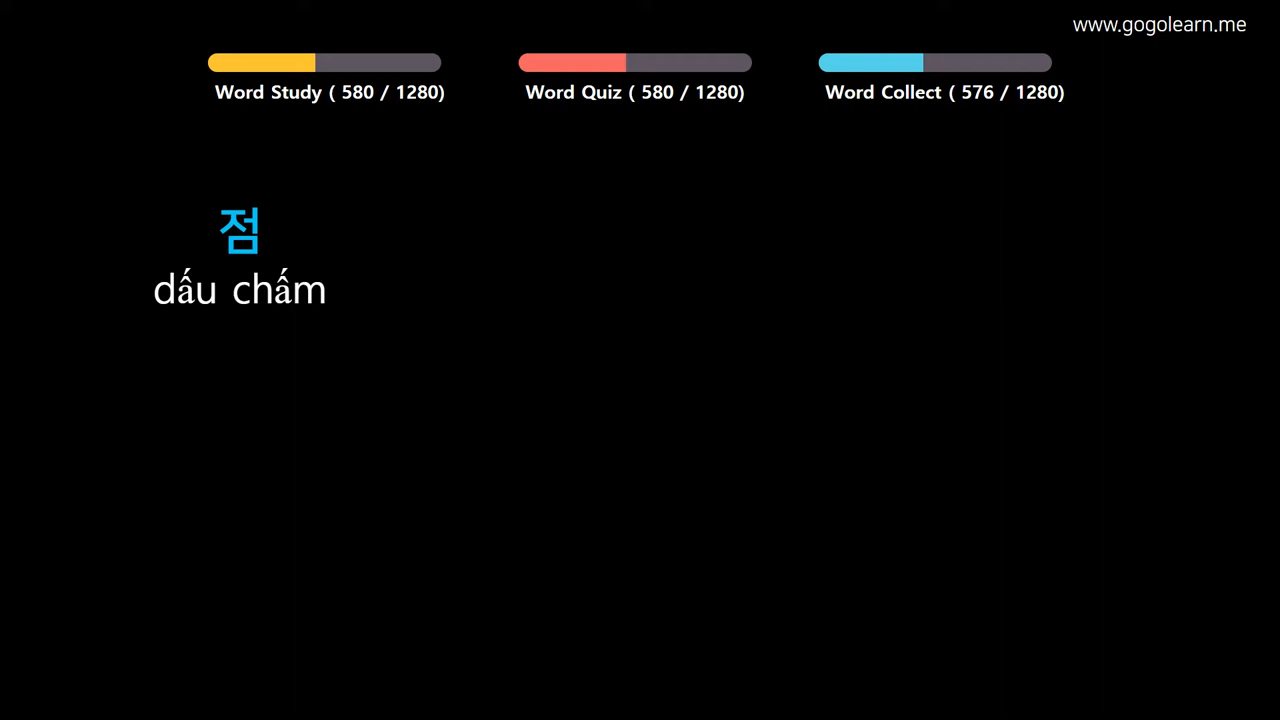 www.gogolearn.me
Word Study ( 580 / 1280)
Word Quiz ( 580 / 1280)
Word Collect ( 576 / 1280)
점
dấu chấm